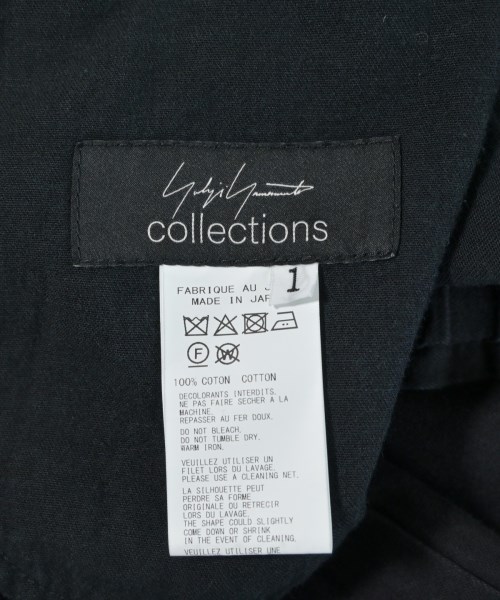 Yohji Yamamoto
collections
1
FABRIQUE AU J
MADE IN JAP
F
W
100% COTON COTTON
DECOLORANTS INTERDITS.
NE PAS FAIRE SECHER A LA
MACHINE.
REPASSER AU FER DOUX.
DO NOT BLEACH.
DO NOT TUMBLE DRY.
WARM IRON.
VEUILLEZ UTILISER UN
FILET LORS DU LAVAGE.
PLEASE USE A CLEANING NET.
LA SILHOUETTE PEUT
PERDRE SA FORME
ORIGINALE OU RETRECIR
LORS DU LAVAGE.
THE SHAPE COULD SLIGHTLY
COME DOWN OR SHRINK
IN THE EVENT OF CLEANING.
VEUILLEZ UTILISER UNE